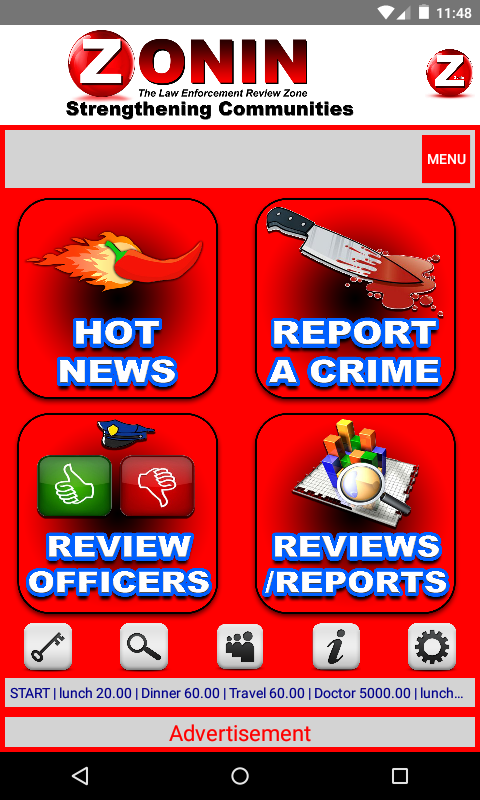 11:48
ZONIN
The Law Enforcement Review Zone
Strengthening Communities
Z
MENU
HOT
NEWS
REPORT
A CRIME
REVIEW
OFFICERS
REVIEWS
/REPORTS
i
START | lunch 20.00 | Dinner 60.00 | Travel 60.00 | Doctor 5000.00 | lunch...
Advertisement